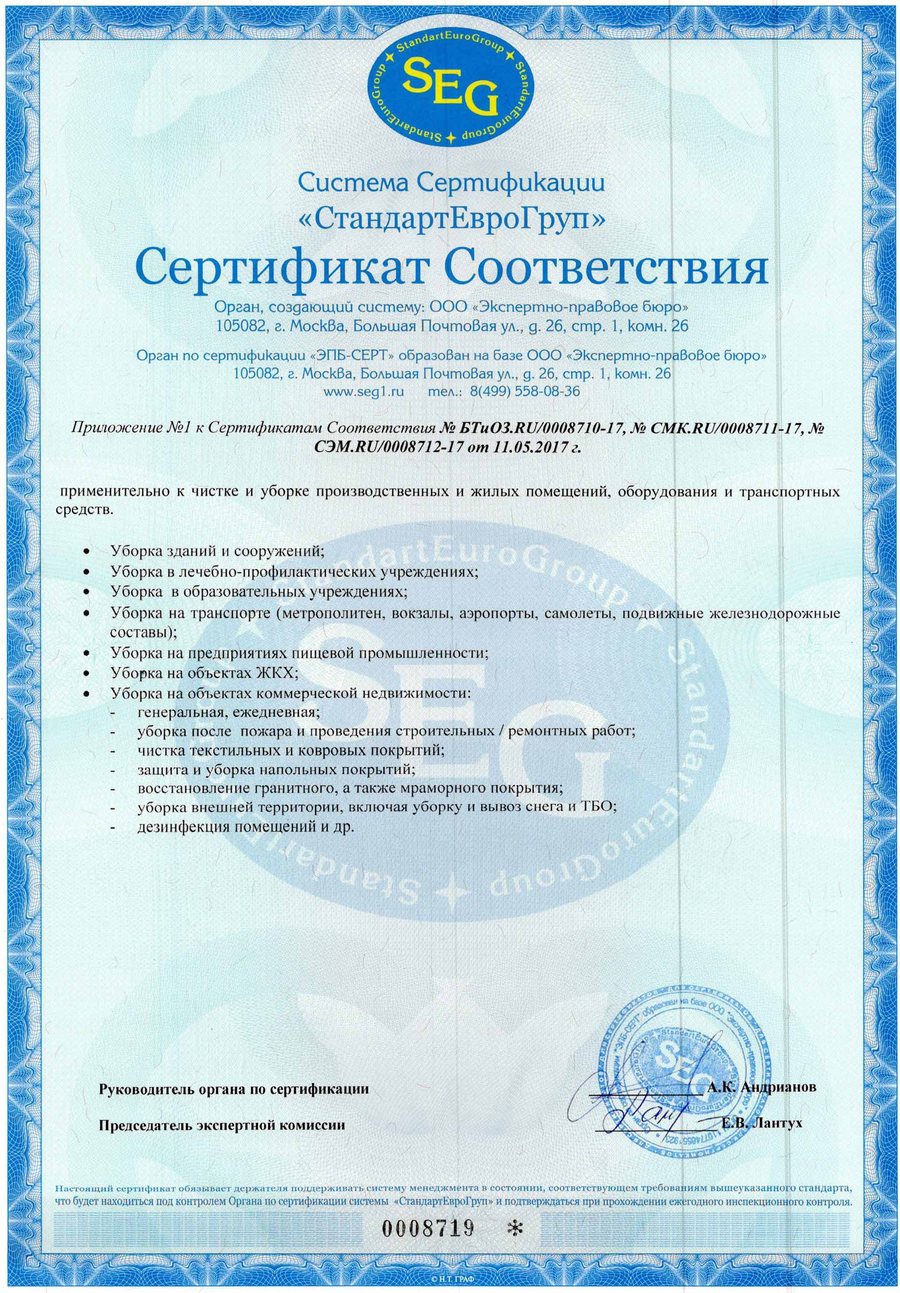 StandartEuroGroup StandartEuroGroup StandartEuroGroup
SEG
Система Сертификации
«СтандартЕвроГруп»
Сертификат Соответствия
Орган, создающий систему: ООО «Экспертно-правовое бюро»
105082, г. Москва, Большая Почтовая ул., д. 26, стр. 1, комн. 26
Орган по сертификации «ЭПБ-СЕРТ» образован на базе ООО «Экспертно-правовое бюро»
105082, г. Москва, Большая Почтовая ул., д. 26, стр. 1, комн. 26
www.seg1.ru тел.: 8(499) 558-08-36
Приложение №1 к Сертификатам Соответствия № БТиОЗ.RU/0008710-17, № СМК.RU/0008711-17, №
СЭМ.RU/0008712-17 от 11.05.2017 г.
применительно к чистке и уборке производственных и жилых помещений, оборудования и транспортных
средств.
• Уборка зданий и сооружений;
• Уборка в лечебно-профилактических учреждениях;
• Уборка в образовательных учреждениях;
• Уборка на транспорте (метрополитен, вокзалы, аэропорты, самолеты, подвижные железнодорожные
составы);
• Уборка на предприятиях пищевой промышленности;
• Уборка на объектах ЖКХ;
• Уборка на объектах коммерческой недвижимости:
- генеральная, ежедневная;
- уборка после пожара и проведения строительных / ремонтных работ;
- чистка текстильных и ковровых покрытий;
- защита и уборка напольных покрытий;
- восстановление гранитного, а также мраморного покрытия;
- уборка внешней территории, включая уборку и вывоз снега и ТБО;
- дезинфекция помещений и др.
StandartEuroGroup StandartEuroGroup StandartEuroGroup
SEG
SEG
Руководитель органа по сертификации А.К. Андрианов
Председатель экспертной комиссии Е.В. Лантух
Настоящий сертификат обязывает держателя поддерживать систему менеджмента в состоянии, соответствующем требованиям вышеуказанного стандарта,
что будет находиться под контролем Органа по сертификации системы «СтандартЕвроГруп» и подтверждаться при прохождении ежегодного инспекционного контроля.
0008719 *
© Н.Т. ГРАФ